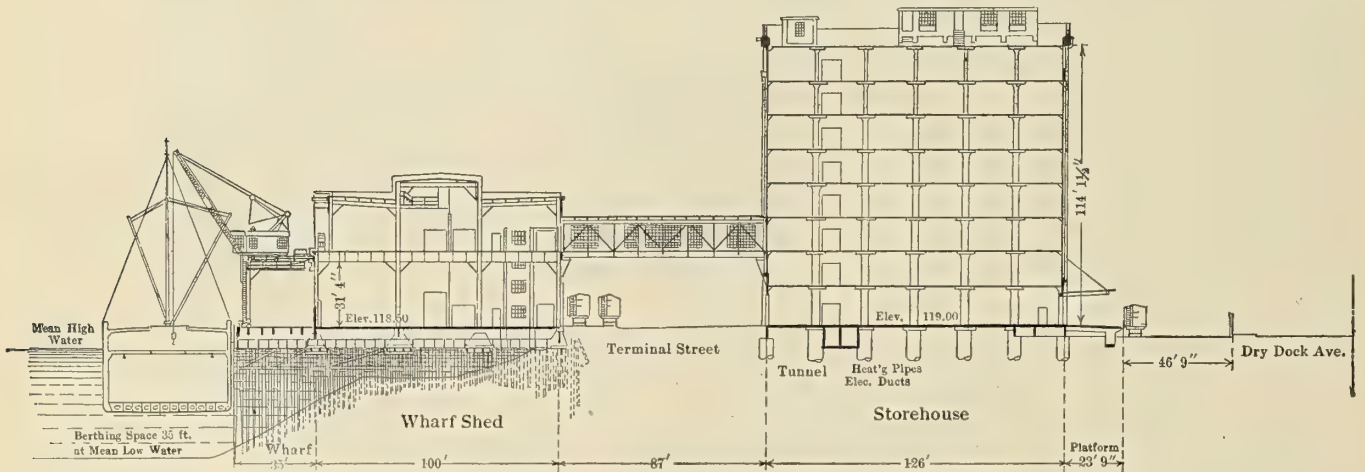 Mean High
Water
31' 4"
Elev. 118.50
Terminal Street
Elev. 119.00
114' 11½"
Tunnel
Heat'g Pipes
Elec. Ducts
46' 9"
Dry Dock Ave.
Wharf Shed
Storehouse
Berthing Space 35 ft.
at Mean Low Water
Wharf
35'
100'
87'
126'
Platform
23' 9"